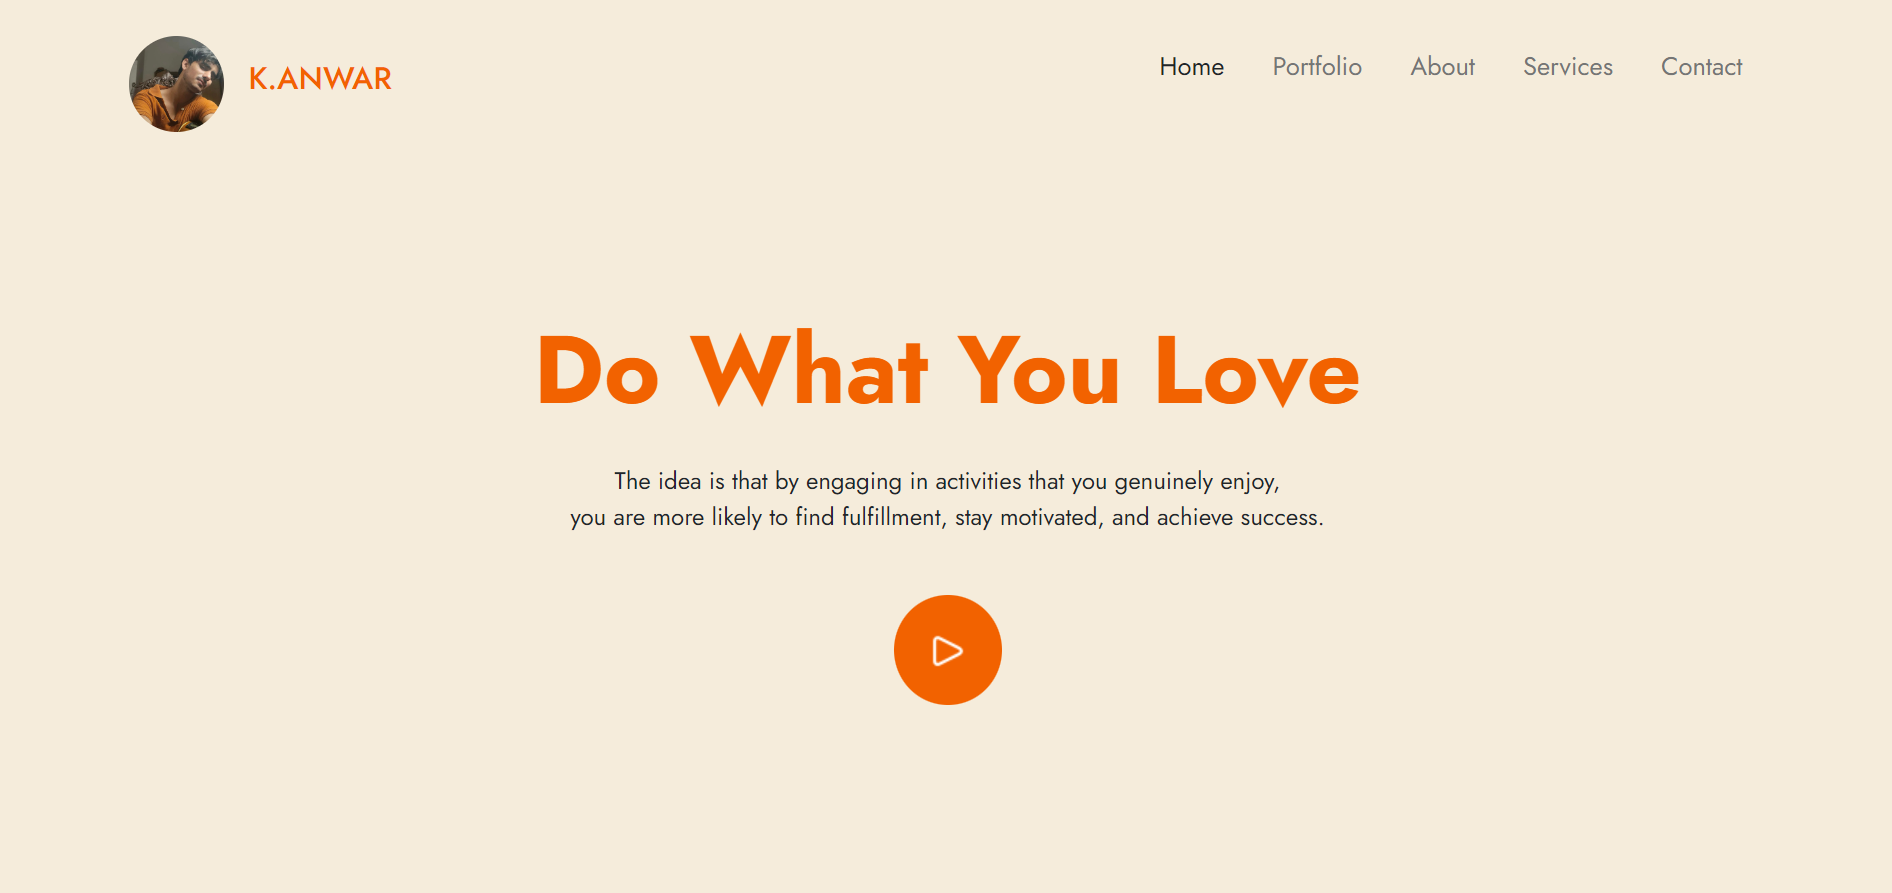 K.ANWAR
Home Portfolio About Services Contact
Do What You Love
The idea is that by engaging in activities that you genuinely enjoy,
you are more likely to find fulfillment, stay motivated, and achieve success.